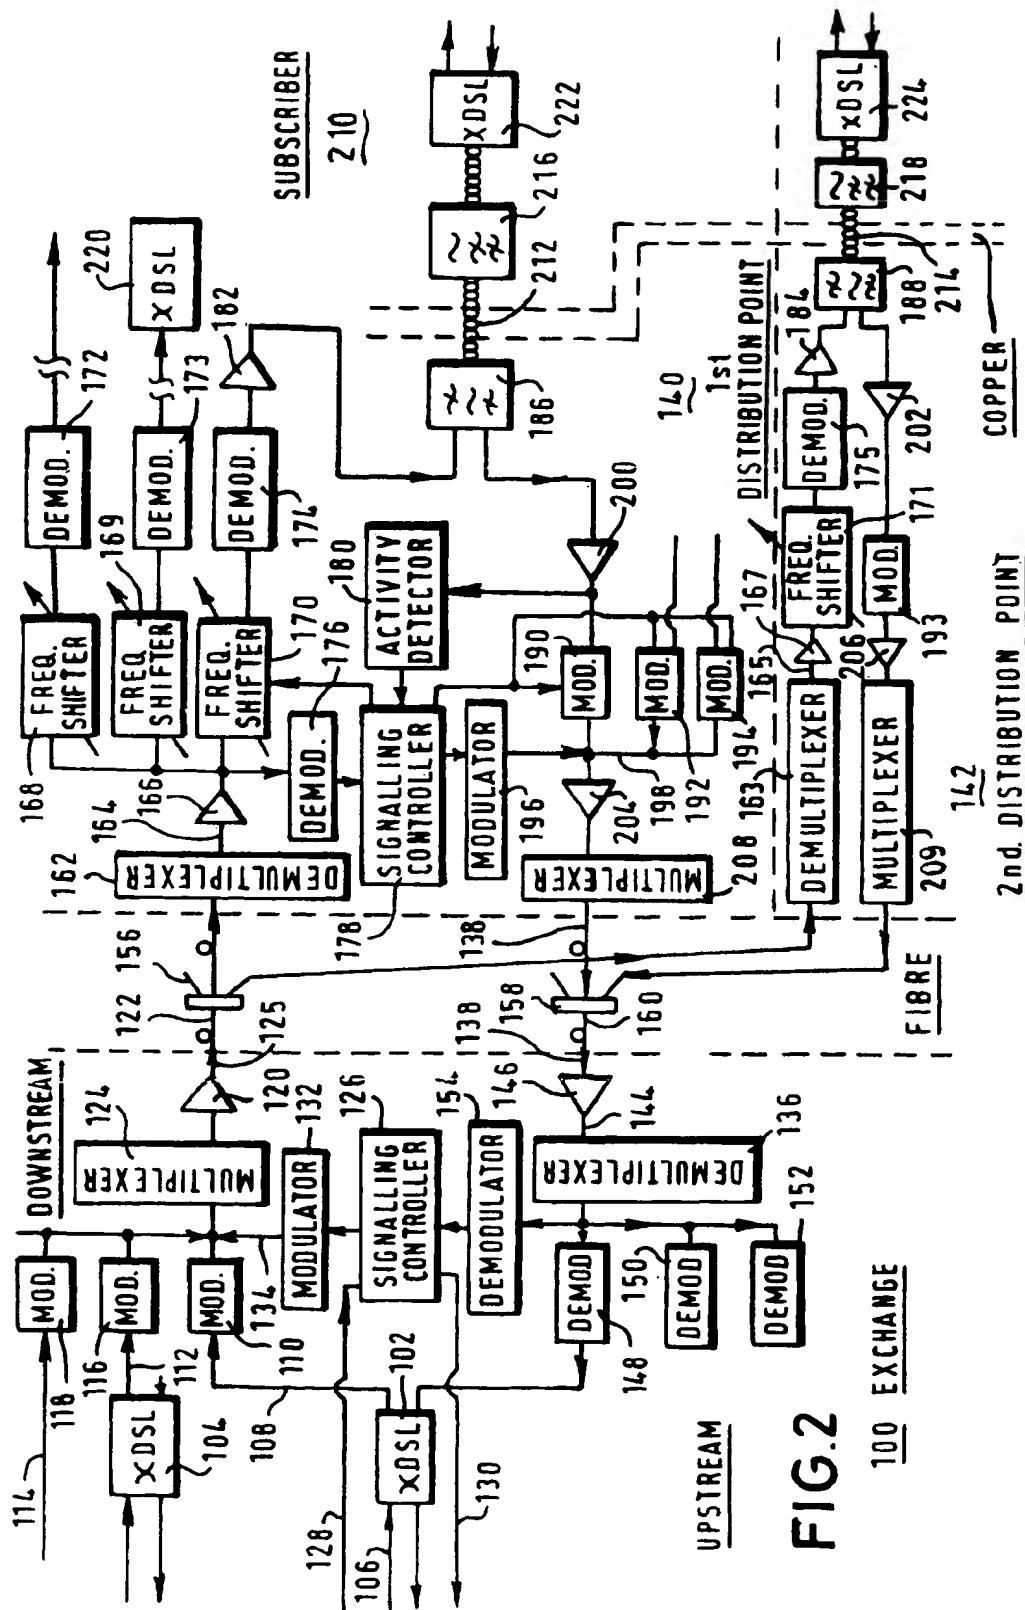 DOWNSTREAM
114
118
MOD.
116
MOD.
112
104
XDSL
108
110
MOD.
134
124
MULTIPLEXER
120
125
122
156
132
MODULATOR
126
SIGNALLING
CONTROLLER
128
130
106
102
XDSL
154
DEMODULATOR
148
DEMOD
150
DEMOD
152
DEMOD
136
DEMULTIPLEXER
144
146
138
158
160
138
UPSTREAM
FIG.2
100 EXCHANGE
FIBRE
162
DEMULTIPLEXER
164
166
168
FREQ.
SHIFTER
169
FREQ.
SHIFTER
170
FREQ.
SHIFTER
172
DEMOD.
173
DEMOD.
174
DEMOD.
220
XDSL
182
176
DEMOD.
178
SIGNALLING
CONTROLLER
180
ACTIVITY
DETECTOR
196
MODULATOR
190
MOD.
192
MOD.
194
MOD.
198
200
204
208
MULTIPLEXER
186
212
216
222
XDSL
SUBSCRIBER
210
140
1st
DISTRIBUTION POINT
163
DEMULTIPLEXER
165
167
FREQ.
SHIFTER
171
DEMOD.
175
184
188
214
218
224
XDSL
202
MOD.
193
206
206
MULTIPLEXER
209
COPPER
142
2nd. DISTRIBUTION POINT